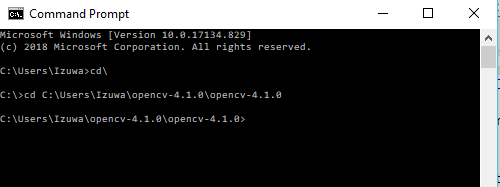 Command Prompt
Microsoft Windows [Version 10.0.17134.829]
(c) 2018 Microsoft Corporation. All rights reserved.
C:\Users\Izuwa>cd\
C:\>cd C:\Users\Izuwa\opencv-4.1.0\opencv-4.1.0
C:\Users\Izuwa\opencv-4.1.0\opencv-4.1.0>